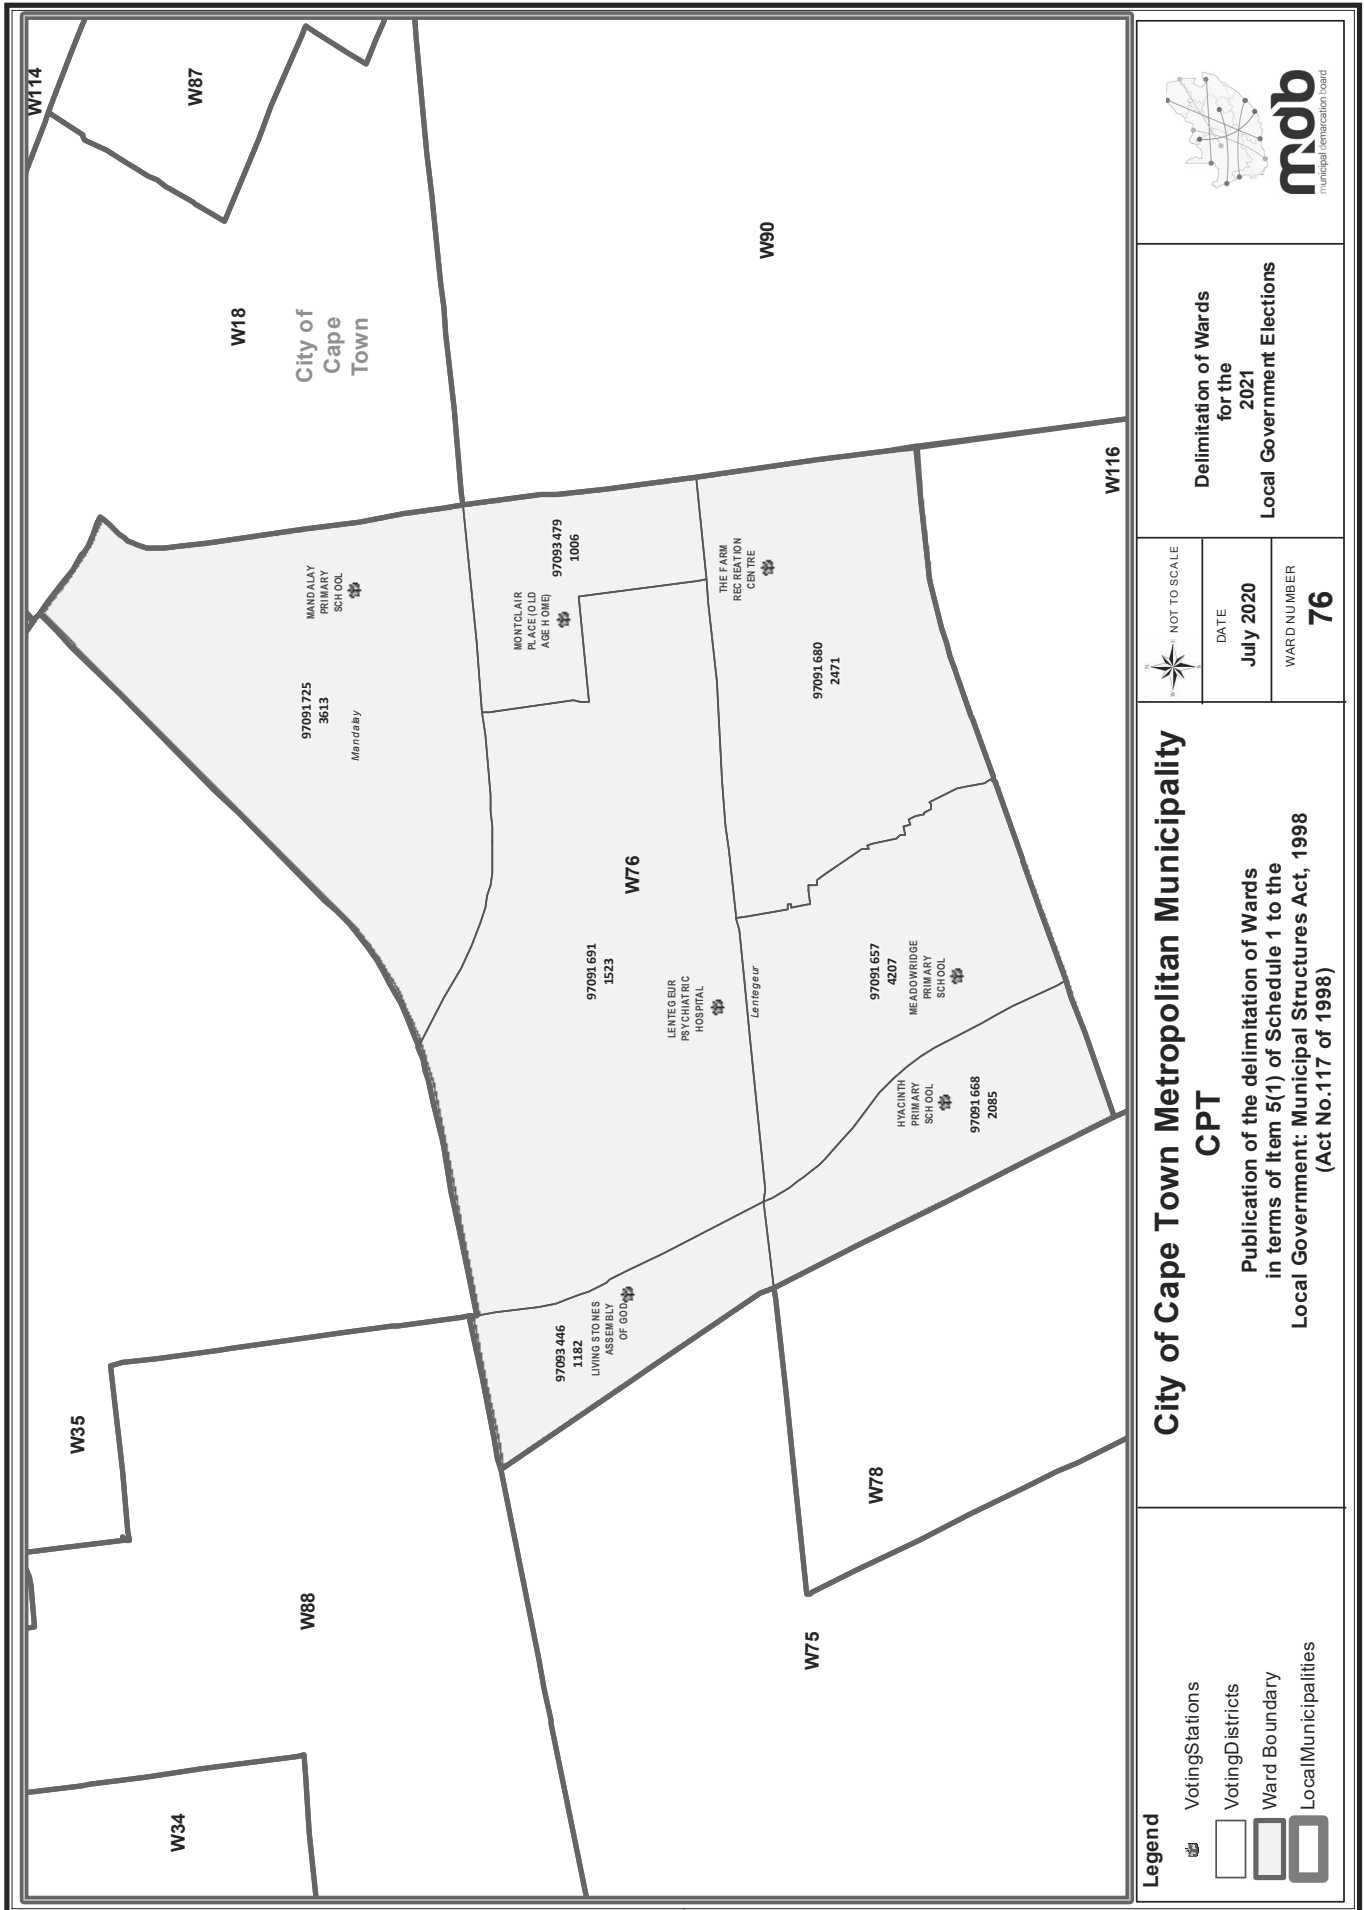 W114
W87
W18
City of
Cape
Town
W90
W116
W35
W88
W34
W75
W78
W76
MANDALAY
PRIMARY
SCHOOL
97091725
3613
Mandalay
97093479
1006
MONTCLAIR
PLACE (OLD
AGE HOME)
THE FARM
RECREATION
CENTRE
97091680
2471
97091691
1523
LENTEGEUR
PSYCHIATRIC
HOSPITAL
Lentegeur
97091657
4207
MEADOWRIDGE
PRIMARY
SCHOOL
HYACINTH
PRIMARY
SCHOOL
97091668
2085
97093446
1182
LIVING STONES
ASSEMBLY
OF GOD
Legend
VotingStations
VotingDistricts
Ward Boundary
LocalMunicipalities
City of Cape Town Metropolitan Municipality
CPT
Publication of the delimitation of Wards
in terms of Item 5(1) of Schedule 1 to the
Local Government: Municipal Structures Act, 1998
(Act No.117 of 1998)
N
W
E
S
NOT TO SCALE
DATE
July 2020
WARD NUMBER
76
Delimitation of Wards
for the
2021
Local Government Elections
mdb
municipal demarcation board